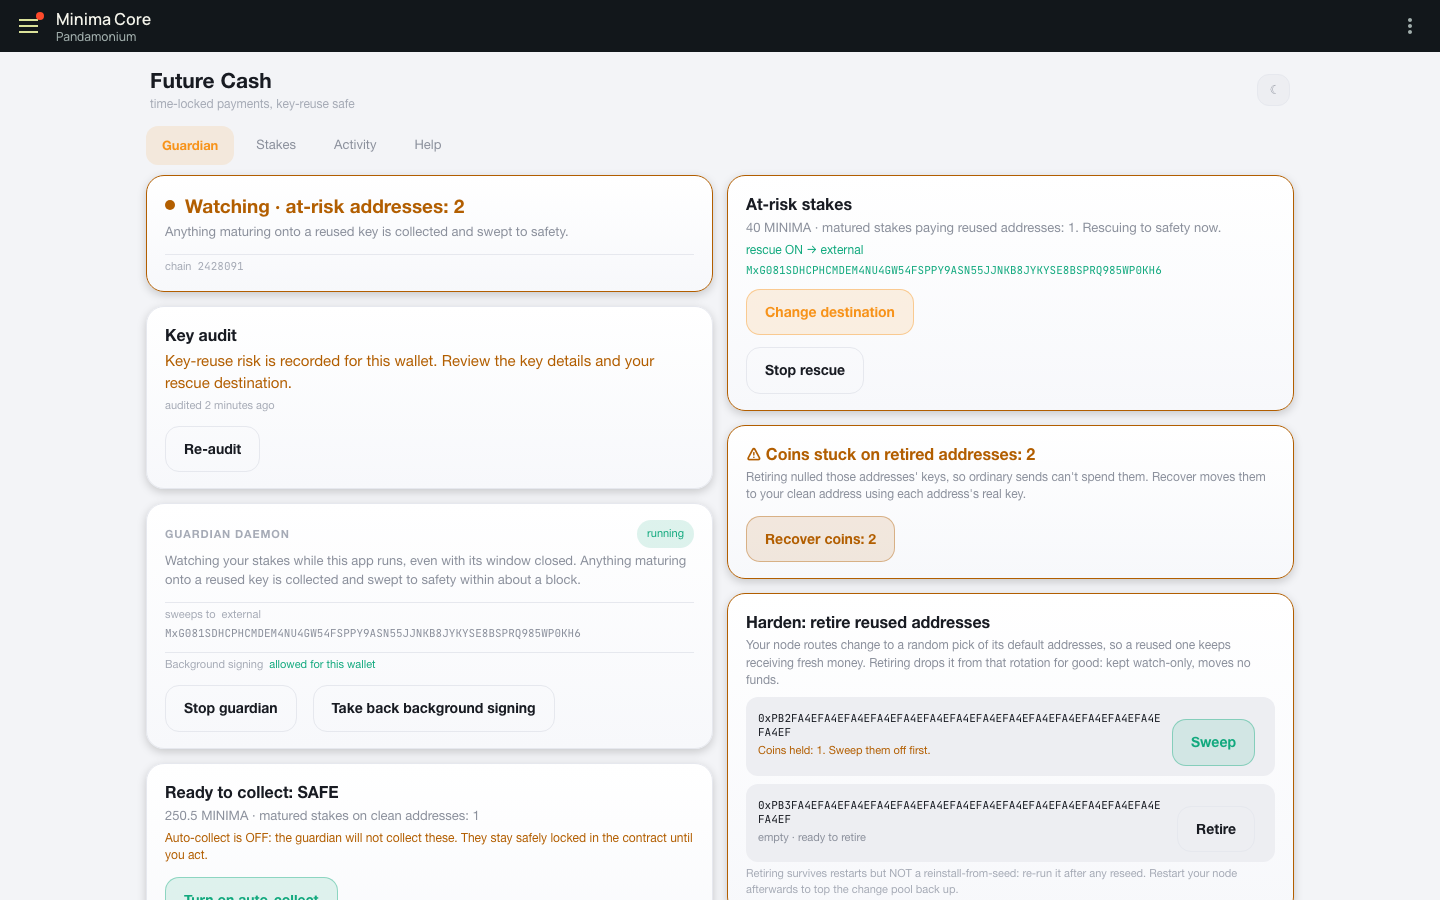 Minima Core
Pandamonium
Future Cash
time-locked payments, key-reuse safe
Guardian
Stakes
Activity
Help
Watching · at-risk addresses: 2
Anything maturing onto a reused key is collected and swept to safety.
chain 2428091
Key audit
Key-reuse risk is recorded for this wallet. Review the key details and your
rescue destination.
audited 2 minutes ago
Re-audit
GUARDIAN DAEMON
running
Watching your stakes while this app runs, even with its window closed. Anything maturing
onto a reused key is collected and swept to safety within about a block.
sweeps to external
MxG081SDHCPHCMDEM4NU4GW54FSPPY9ASN55JJNKB8JYKYSE8BSPRQ985WP0KH6
Background signing allowed for this wallet
Stop guardian
Take back background signing
Ready to collect: SAFE
250.5 MINIMA · matured stakes on clean addresses: 1
Auto-collect is OFF: the guardian will not collect these. They stay safely locked in the contract until
you act.
Turn on auto-collect
At-risk stakes
40 MINIMA · matured stakes paying reused addresses: 1. Rescuing to safety now.
rescue ON → external
MxG081SDHCPHCMDEM4NU4GW54FSPPY9ASN55JJNKB8JYKYSE8BSPRQ985WP0KH6
Change destination
Stop rescue
⚠ Coins stuck on retired addresses: 2
Retiring nulled those addresses' keys, so ordinary sends can't spend them. Recover moves them
to your clean address using each address's real key.
Recover coins: 2
Harden: retire reused addresses
Your node routes change to a random pick of its default addresses, so a reused one keeps
receiving fresh money. Retiring drops it from that rotation for good: kept watch-only, moves no
funds.
0xPB2FA4EFA4EFA4EFA4EFA4EFA4EFA4EFA4EFA4EFA4EFA4EFA4EFA4EFA4E
FA4EF
Coins held: 1. Sweep them off first.
Sweep
0xPB3FA4EFA4EFA4EFA4EFA4EFA4EFA4EFA4EFA4EFA4EFA4EFA4EFA4EFA4E
FA4EF
empty · ready to retire
Retire
Retiring survives restarts but NOT a reinstall-from-seed: re-run it after any reseed. Restart your node
afterwards to top the change pool back up.